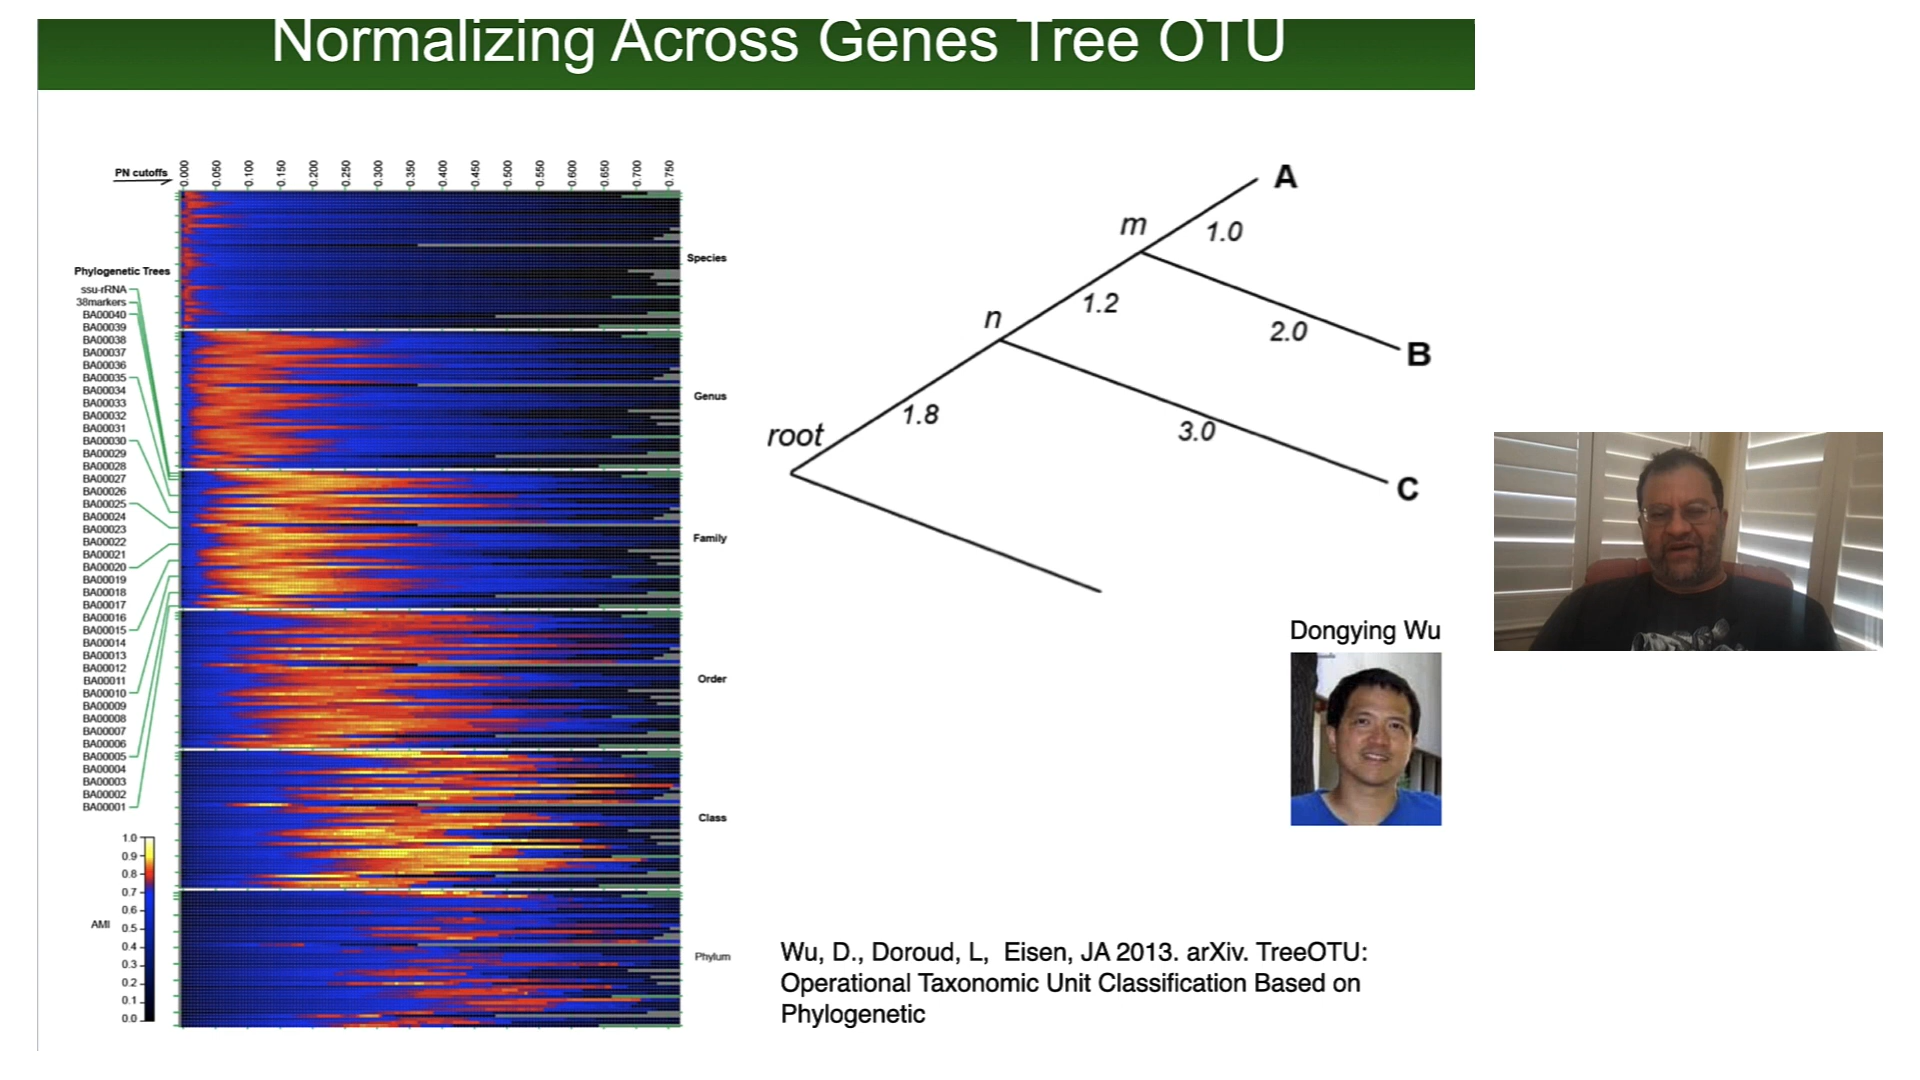 Normalizing Across Genes Tree OTU
PN cutoffs
0.000
0.050
0.100
0.150
0.200
0.250
0.300
0.350
0.400
0.450
0.500
0.550
0.600
0.650
0.700
0.750
Phylogenetic Trees
ssu-rRNA
38markers
BA00040
BA00039
BA00038
BA00037
BA00036
BA00035
BA00034
BA00033
BA00032
BA00031
BA00030
BA00029
BA00028
BA00027
BA00026
BA00025
BA00024
BA00023
BA00022
BA00021
BA00020
BA00019
BA00018
BA00017
BA00016
BA00015
BA00014
BA00013
BA00012
BA00011
BA00010
BA00009
BA00008
BA00007
BA00006
BA00005
BA00004
BA00003
BA00002
BA00001
Species
Genus
Family
Order
Class
Phylum
AMI
1.0
0.9
0.8
0.7
0.6
0.5
0.4
0.3
0.2
0.1
0.0
A
m
1.0
1.2
n
2.0
B
1.8
3.0
root
C
Dongying Wu
Wu, D., Doroud, L, Eisen, JA 2013. arXiv. TreeOTU:
Operational Taxonomic Unit Classification Based on
Phylogenetic